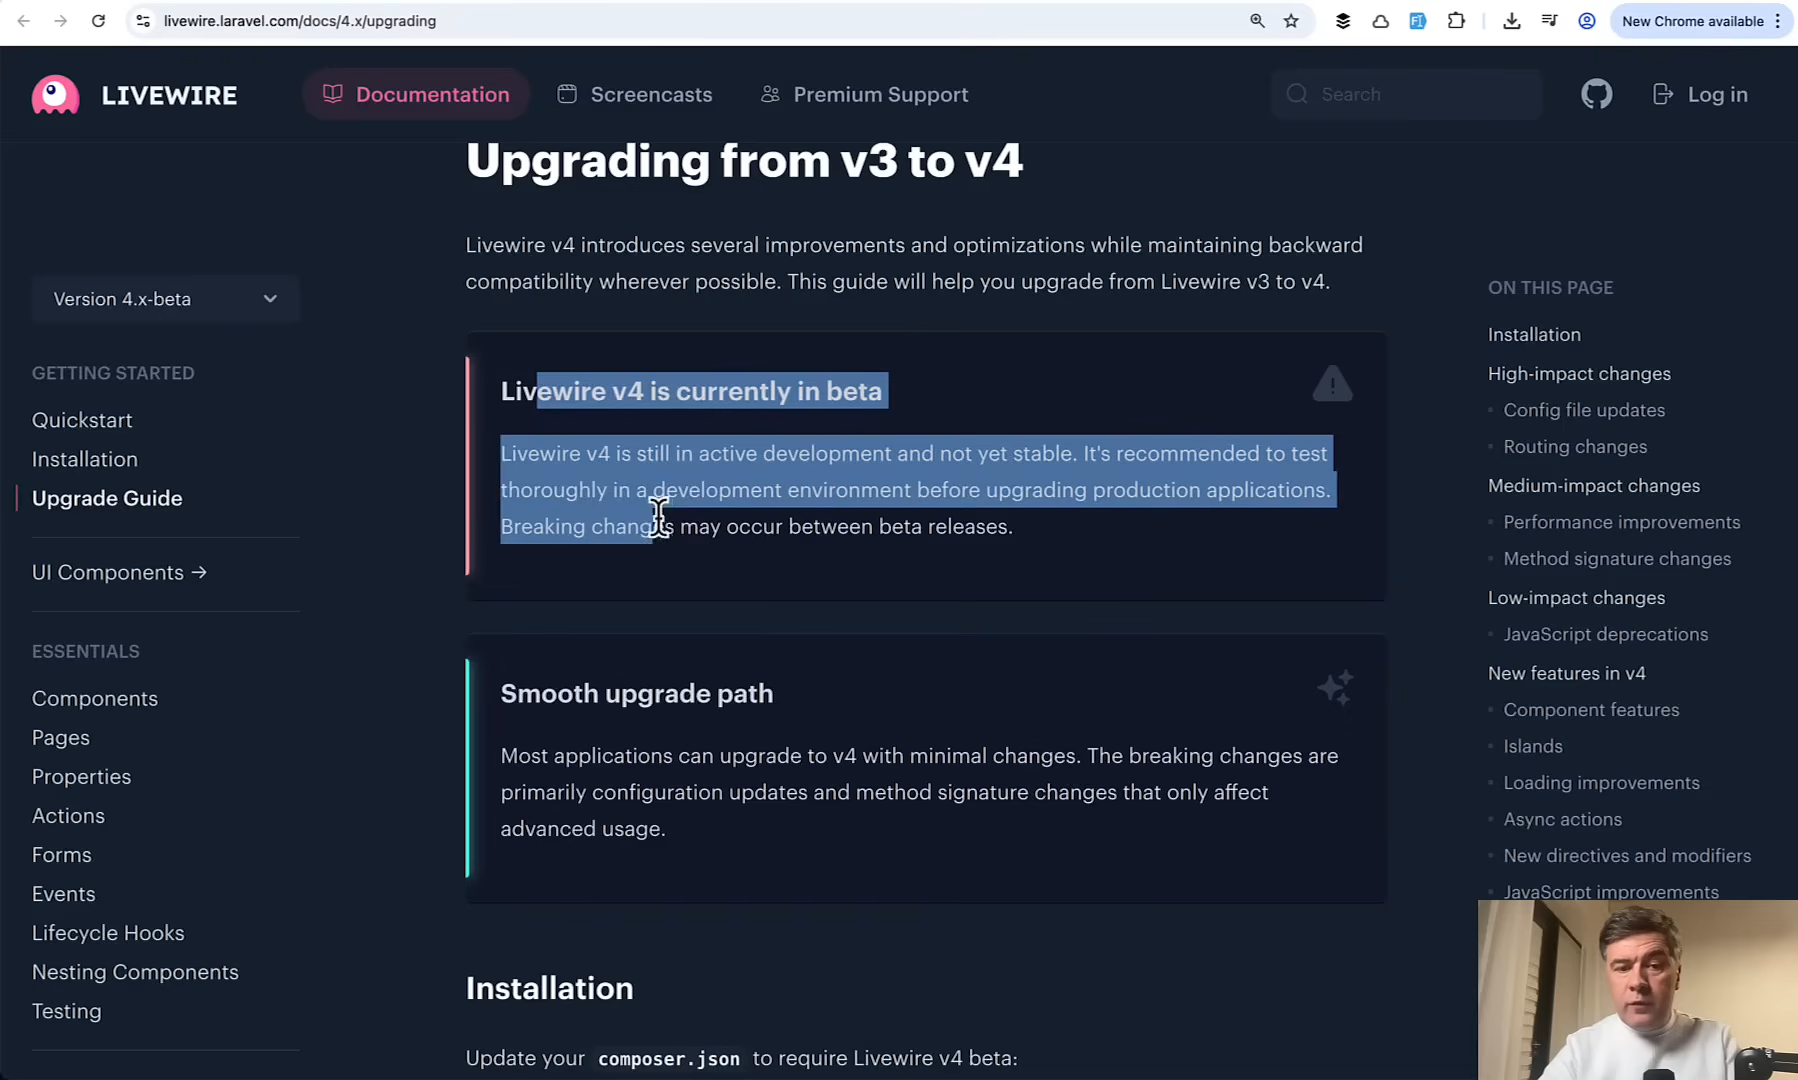 livewire.laravel.com/docs/4.x/upgrading
New Chrome available
LIVEWIRE
Documentation
Screencasts
Premium Support
Search
Log in
Version 4.x-beta
GETTING STARTED
Quickstart
Installation
Upgrade Guide
UI Components →
ESSENTIALS
Components
Pages
Properties
Actions
Forms
Events
Lifecycle Hooks
Nesting Components
Testing
Upgrading from v3 to v4
Livewire v4 introduces several improvements and optimizations while maintaining backward
compatibility wherever possible. This guide will help you upgrade from Livewire v3 to v4.
Livewire v4 is currently in beta
Livewire v4 is still in active development and not yet stable. It's recommended to test
thoroughly in a development environment before upgrading production applications.
Breaking changes may occur between beta releases.
Smooth upgrade path
Most applications can upgrade to v4 with minimal changes. The breaking changes are
primarily configuration updates and method signature changes that only affect
advanced usage.
Installation
Update your composer.json to require Livewire v4 beta:
ON THIS PAGE
Installation
High-impact changes
Config file updates
Routing changes
Medium-impact changes
Performance improvements
Method signature changes
Low-impact changes
JavaScript deprecations
New features in v4
Component features
Islands
Loading improvements
Async actions
New directives and modifiers
JavaScript improvements